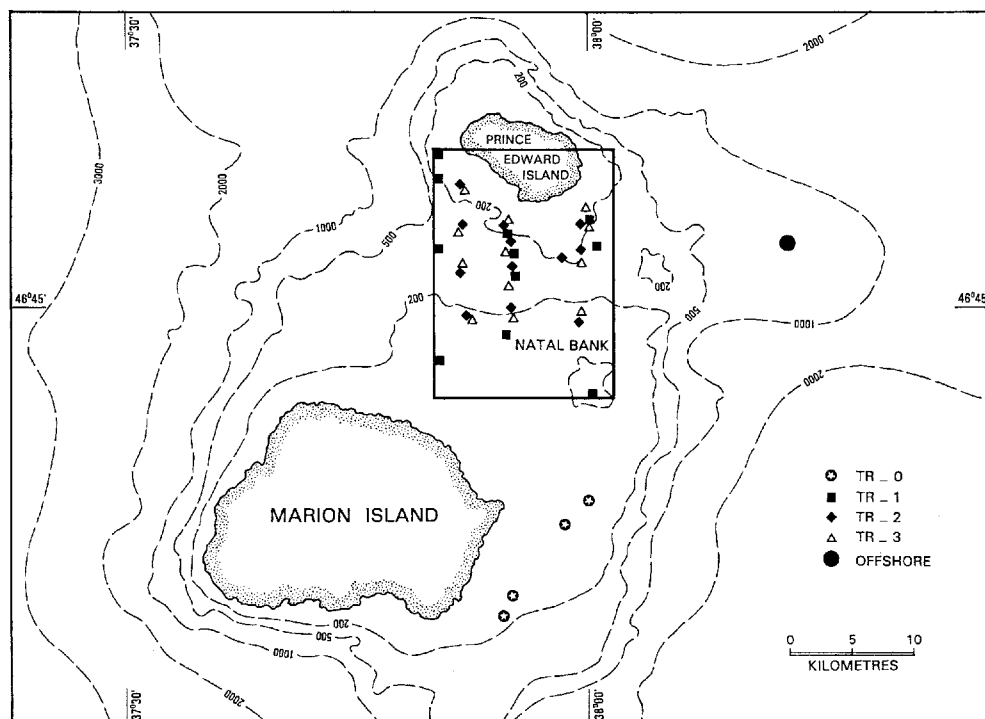 37°30'
38°00'
2000
200
3000
2000
1000
500
PRINCE
EDWARD
ISLAND
200
200
46°45'
200
500
1000
46°45'
NATAL BANK
2000
MARION ISLAND
TR _ 0
TR _ 1
TR _ 2
TR _ 3
OFFSHORE
200
500
1000
2000
0 5 10
KILOMETRES
37°30'
38°00'